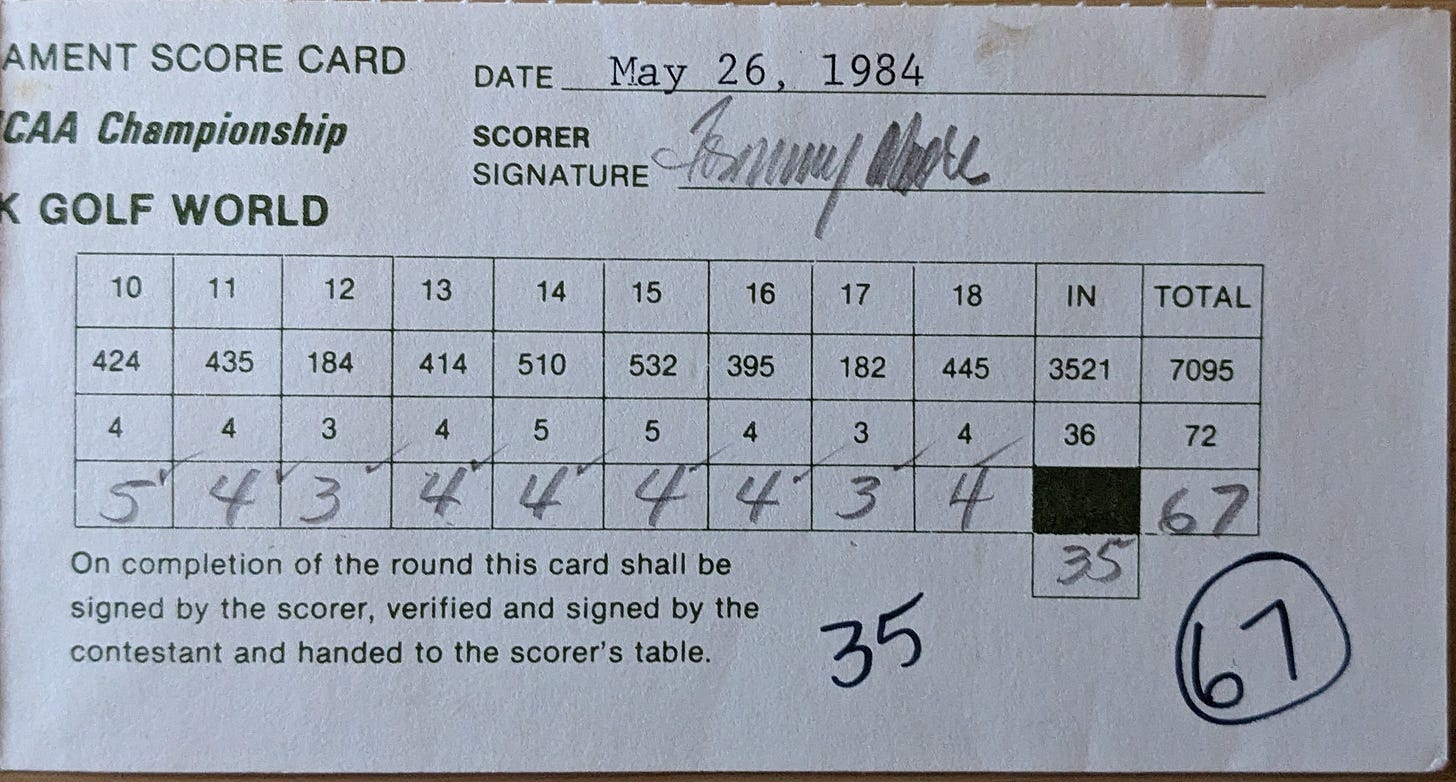 AMENT SCORE CARD
DATE May 26, 1984
CAA Championship
SCORER
SIGNATURE Tommy Moore
K GOLF WORLD
10 11 12 13 14 15 16 17 18 IN TOTAL
424 435 184 414 510 532 395 182 445 3521 7095
4 4 3 4 5 5 4 3 4 36 72
5 4 3 4 4 4 4 3 4 67
35
On completion of the round this card shall be
signed by the scorer, verified and signed by the
contestant and handed to the scorer's table.
35
67